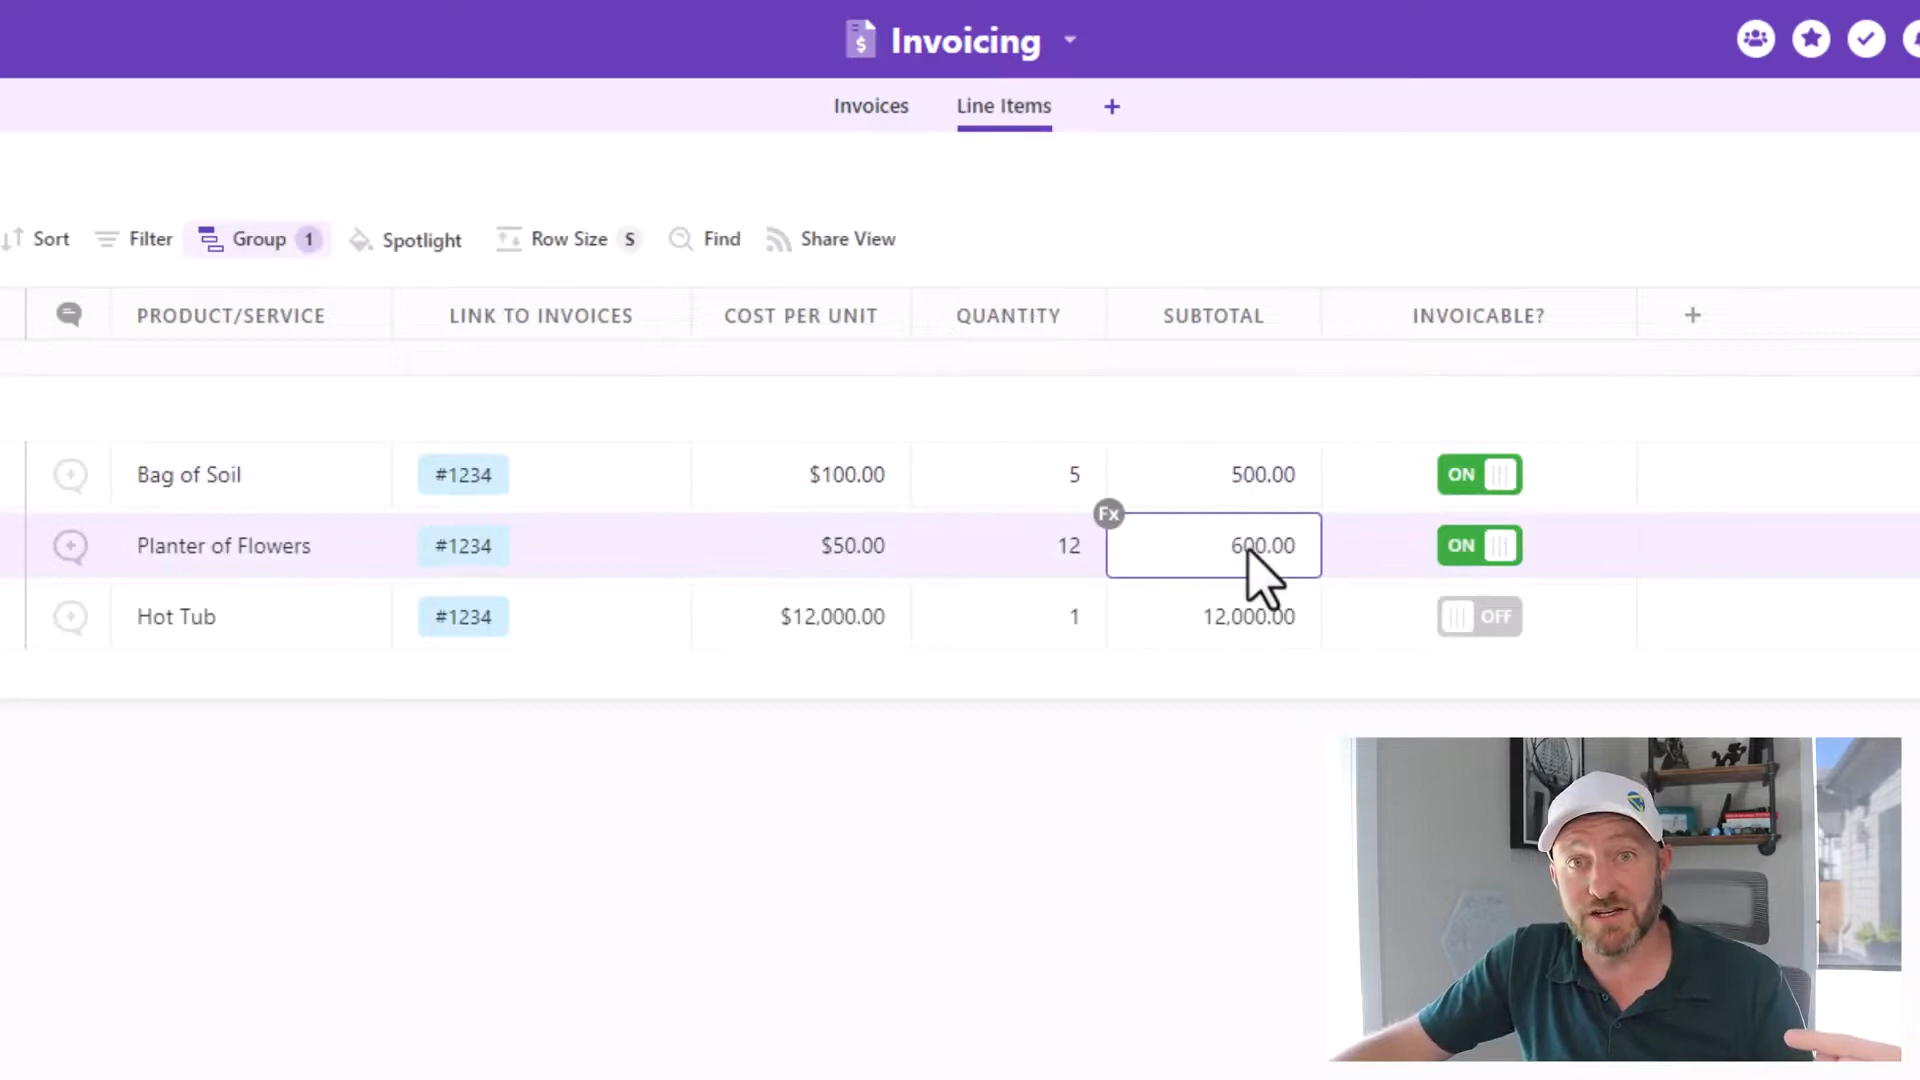 Invoicing
Invoices Line Items +
Sort Filter Group 1 Spotlight Row Size S Find Share View
PRODUCT/SERVICE LINK TO INVOICES COST PER UNIT QUANTITY SUBTOTAL INVOICABLE? +
Bag of Soil #1234 $100.00 5 500.00 ON
Fx
Planter of Flowers #1234 $50.00 12 600.00 ON
Hot Tub #1234 $12,000.00 1 12,000.00 OFF